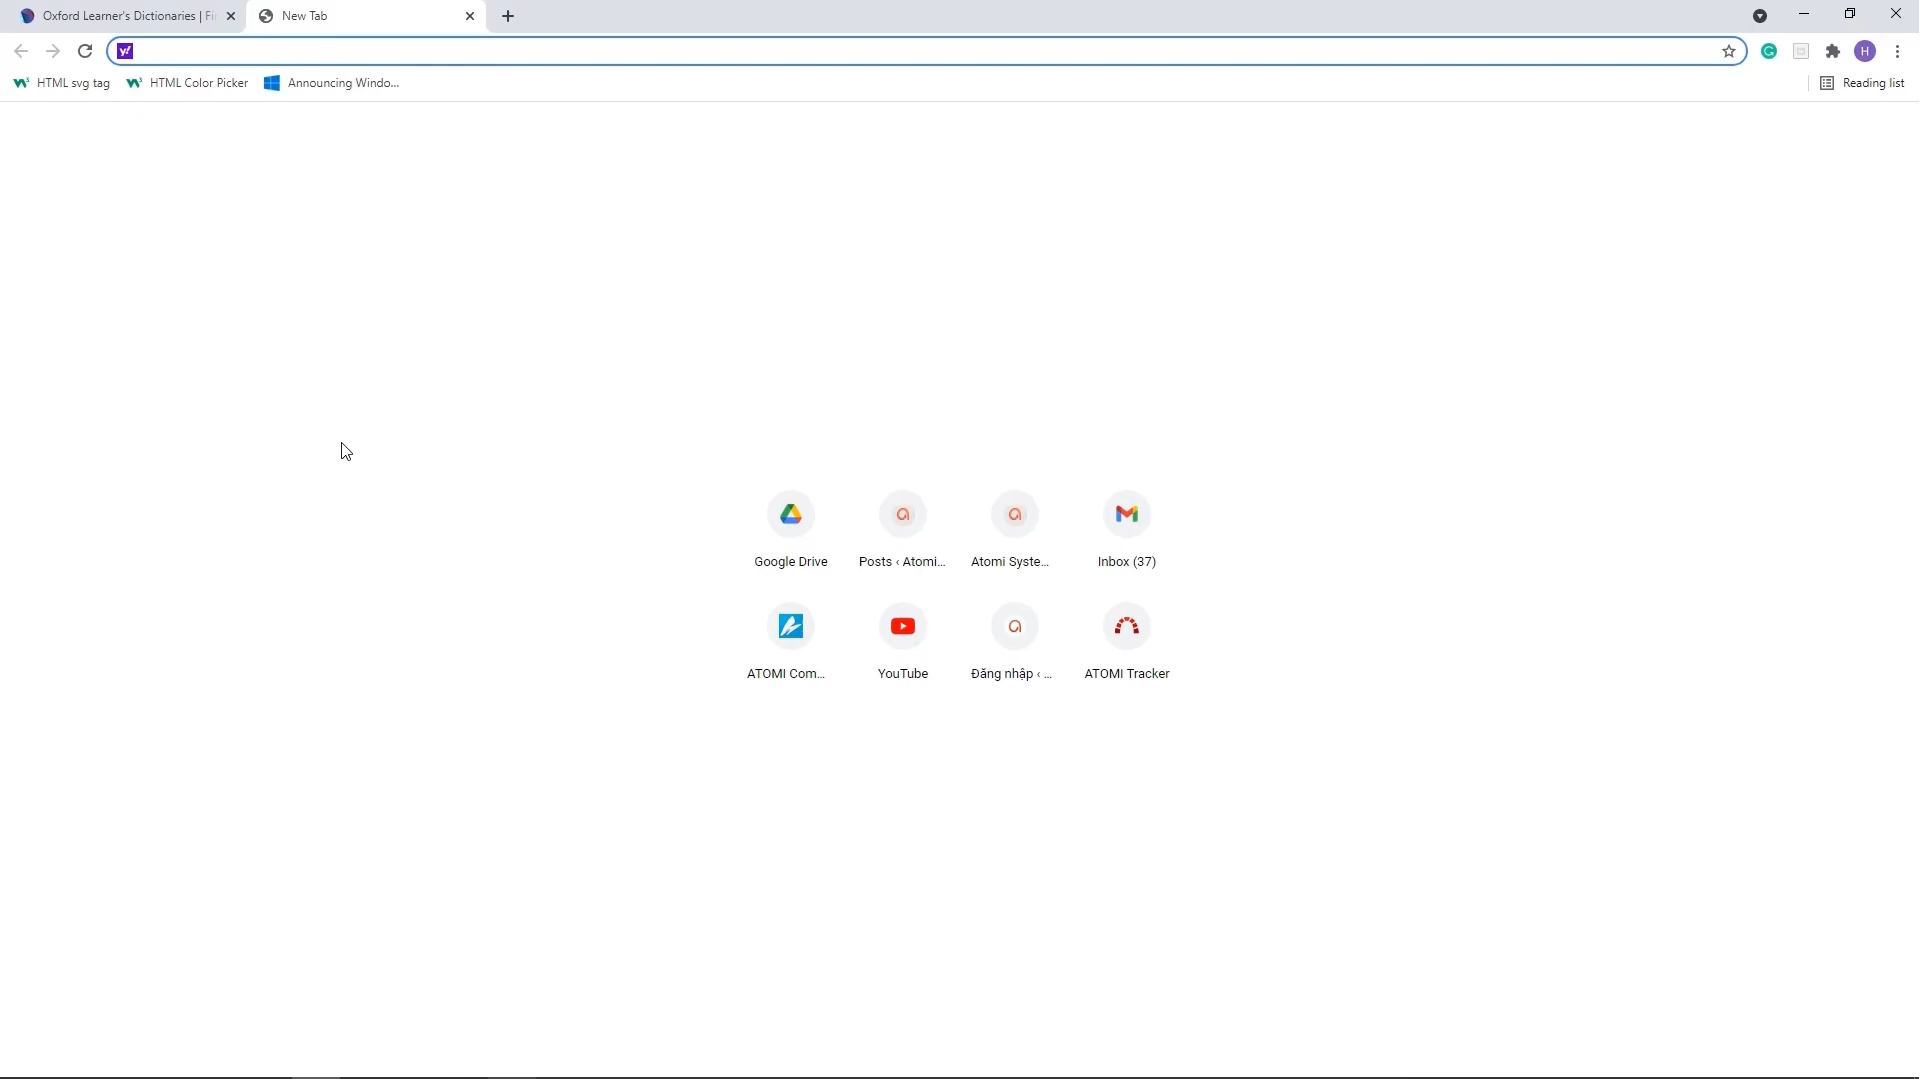 Oxford Learner's Dictionaries | Fi
New Tab
y!
HTML svg tag
HTML Color Picker
Announcing Windo...
Reading list
H
Google Drive
Posts ‹ Atomi...
Atomi Syste...
Inbox (37)
ATOMI Com...
YouTube
Đăng nhập ‹ ...
ATOMI Tracker